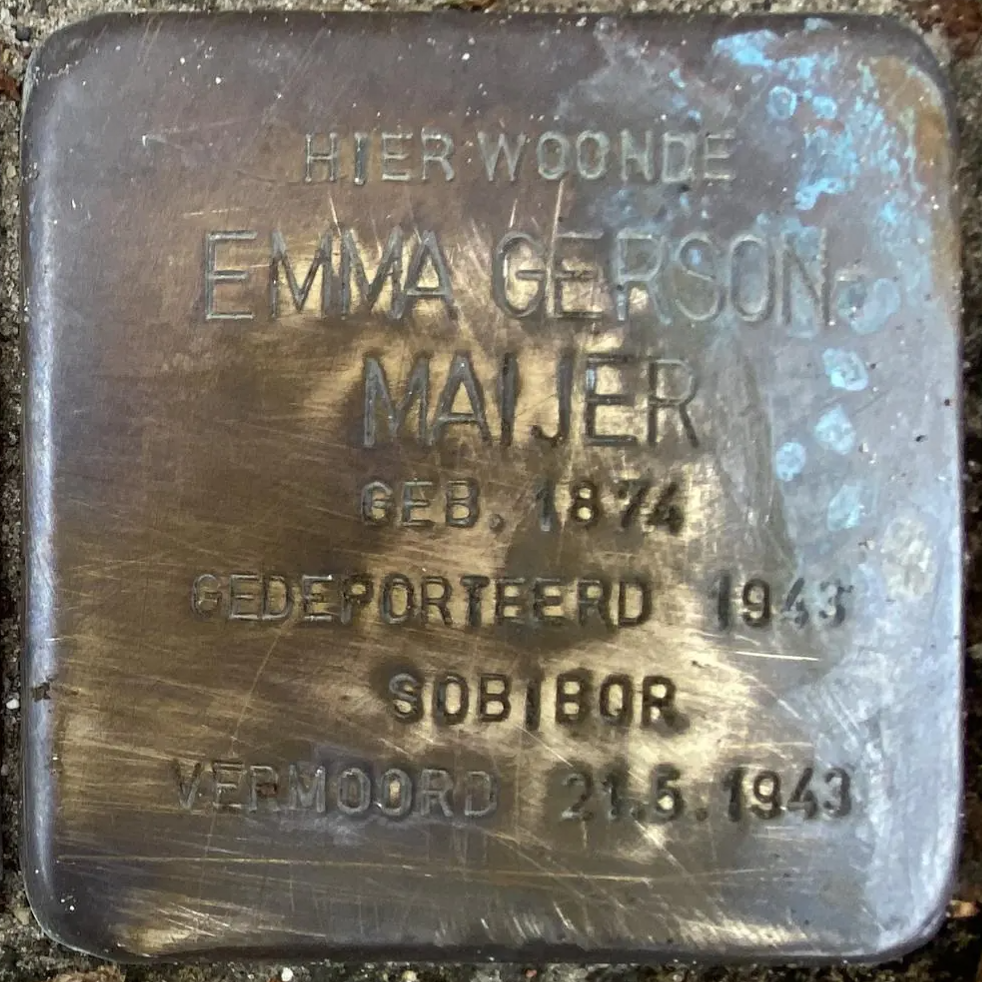 HIER WOONDE
EMMA GERSON-
MAIJER
GEB. 1874
GEDEPORTEERD 1943
SOBIBOR
VERMOORD 21.5.1943